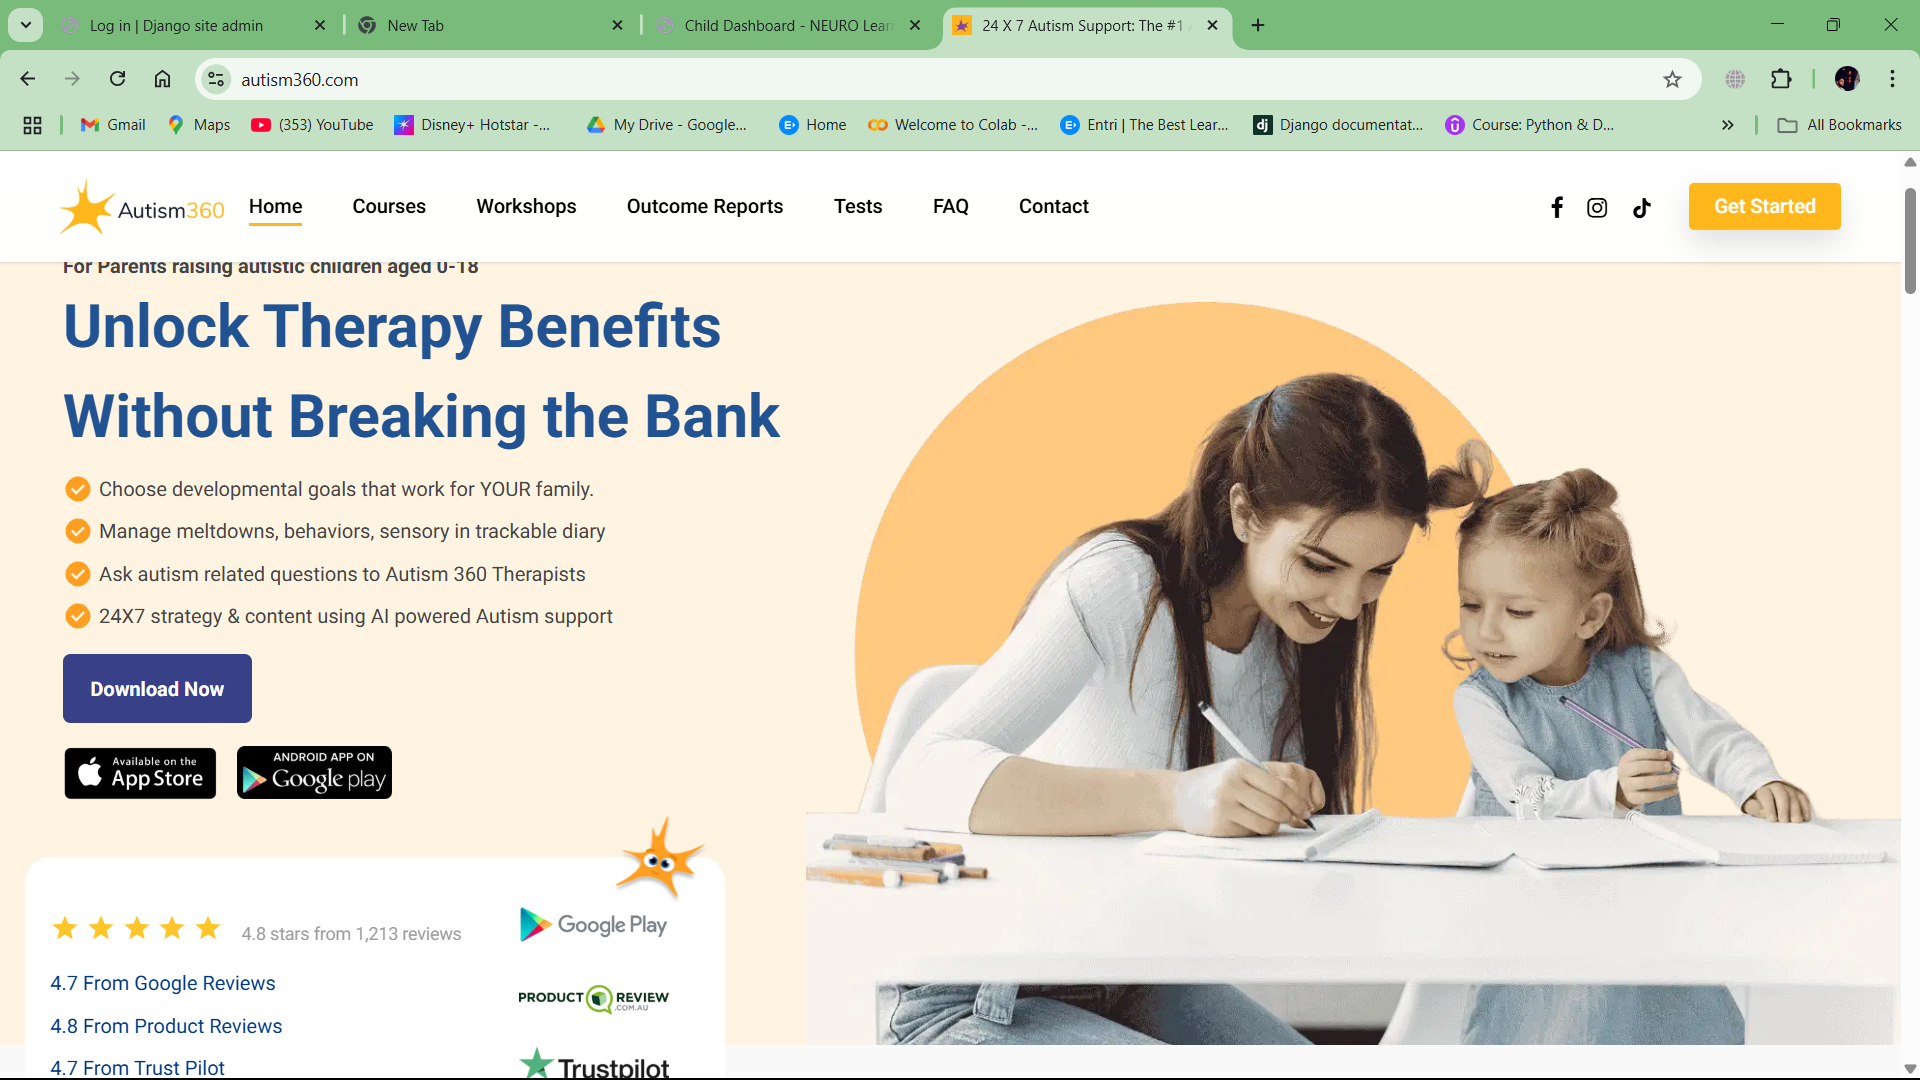 Log in | Django site admin
New Tab
Child Dashboard - NEURO Lear
24 X 7 Autism Support: The #1
autism360.com
Gmail
Maps
(353) YouTube
Disney+ Hotstar -...
My Drive - Google...
Home
Welcome to Colab -...
Entri | The Best Lear...
dj
Django documentat...
Course: Python & D...
All Bookmarks
Autism360
Home
Courses
Workshops
Outcome Reports
Tests
FAQ
Contact
Get Started
For Parents raising autistic children aged 0-18
Unlock Therapy Benefits
Without Breaking the Bank
Choose developmental goals that work for YOUR family.
Manage meltdowns, behaviors, sensory in trackable diary
Ask autism related questions to Autism 360 Therapists
24X7 strategy & content using AI powered Autism support
Download Now
Available on the
App Store
ANDROID APP ON
Google play
4.8 stars from 1,213 reviews
Google Play
4.7 From Google Reviews
PRODUCT REVIEW
.COM.AU
4.8 From Product Reviews
4.7 From Trust Pilot
Trustpilot